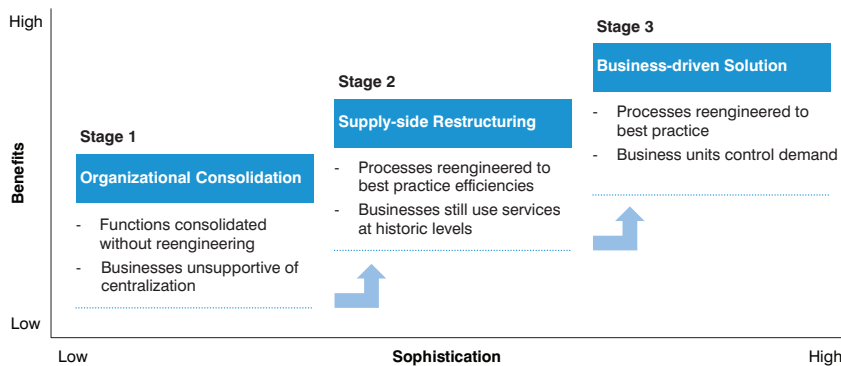 High
Benefits
Low
Stage 1
Organizational Consolidation
- Functions consolidated
without reengineering
- Businesses unsupportive of
centralization
Stage 2
Supply-side Restructuring
- Processes reengineered to
best practice efficiencies
- Businesses still use services
at historic levels
Stage 3
Business-driven Solution
- Processes reengineered to
best practice
- Business units control demand
Low
Sophistication
High